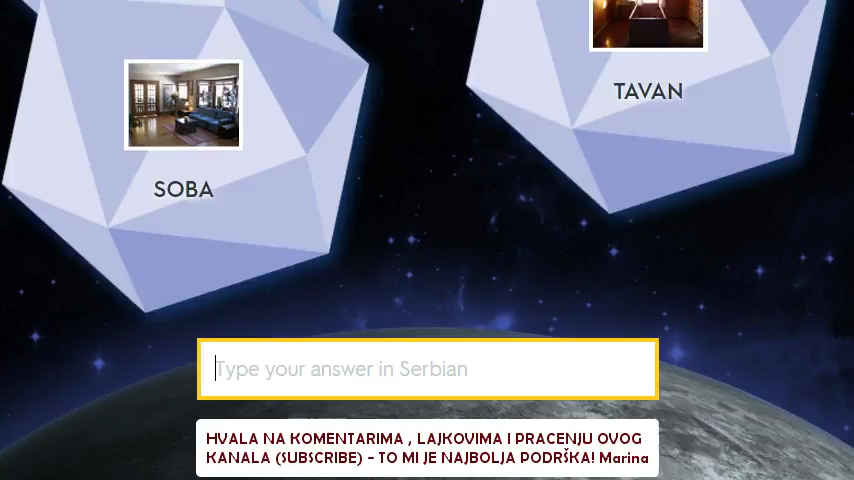 TAVAN
SOBA
Type your answer in Serbian
HVALA NA KOMENTARIMA , LAJKOVIMA I PRACENJU OVOG
KANALA (SUBSCRIBE) - TO MI JE NAJBOLJA PODRŠKA! Marina